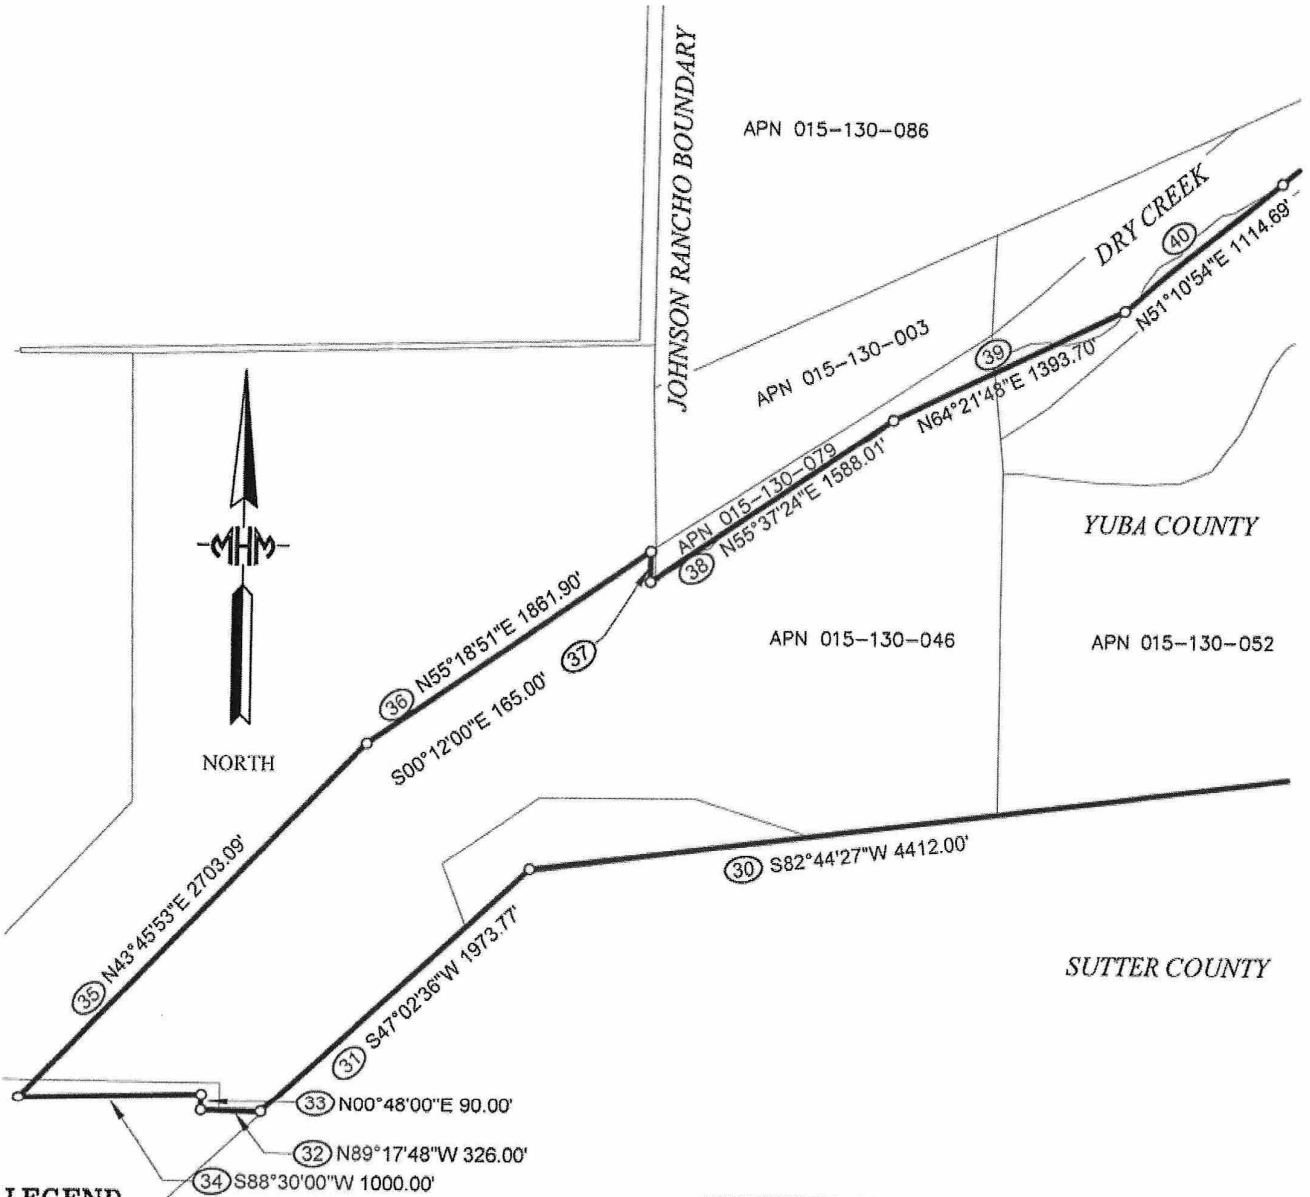 JOHNSON RANCHO BOUNDARY
APN 015-130-086
DRY CREEK
40
N51°10'54"E 1114.69'
APN 015-130-003
39
N64°21'48"E 1393.70'
APN 015-130-079
38
N55°37'24"E 1588.01'
YUBA COUNTY
APN 015-130-046
APN 015-130-052
37
S00°12'00"E 165.00'
36
N55°18'51"E 1861.90'
MHM
NORTH
35
N43°45'53"E 2703.09'
30
S82°44'27"W 4412.00'
31
S47°02'36"W 1973.77'
SUTTER COUNTY
33
N00°48'00"E 90.00'
32
N89°17'48"W 326.00'
34
S88°30'00"W 1000.00'
LEGEND